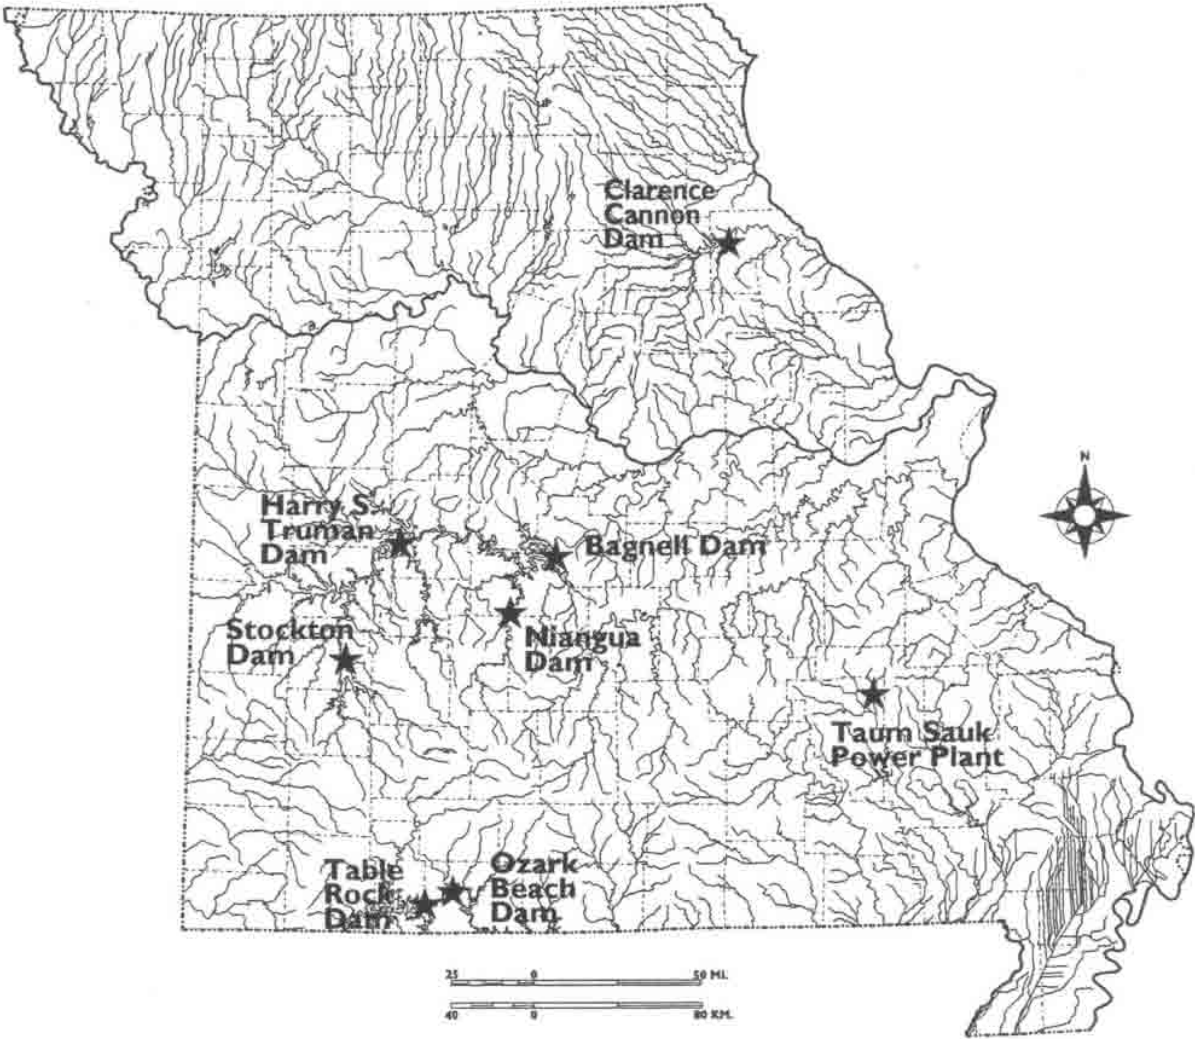 Clarence
Cannon
Dam
N
Harry S.
Truman
Dam
Bagnell Dam
Stockton
Dam
Niangua
Dam
Taum Sauk
Power Plant
Table
Rock
Dam
Ozark
Beach
Dam
25 0 50 MI.
40 0 80 KM.